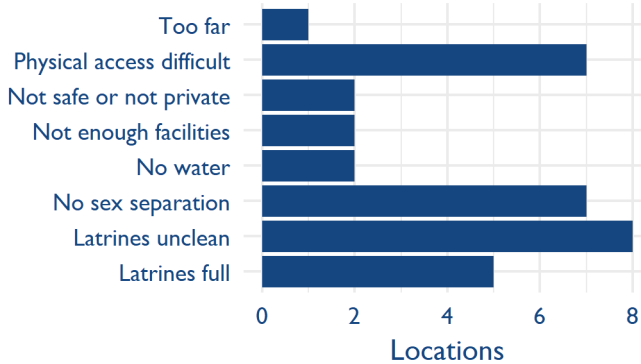 Too far
Physical access difficult
Not safe or not private
Not enough facilities
No water
No sex separation
Latrines unclean
Latrines full
0 2 4 6 8
Locations